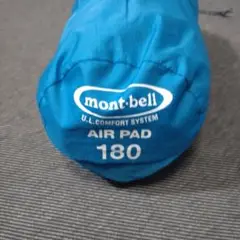 mont-bell
U.L.COMFORT SYSTEM
AIR PAD
180